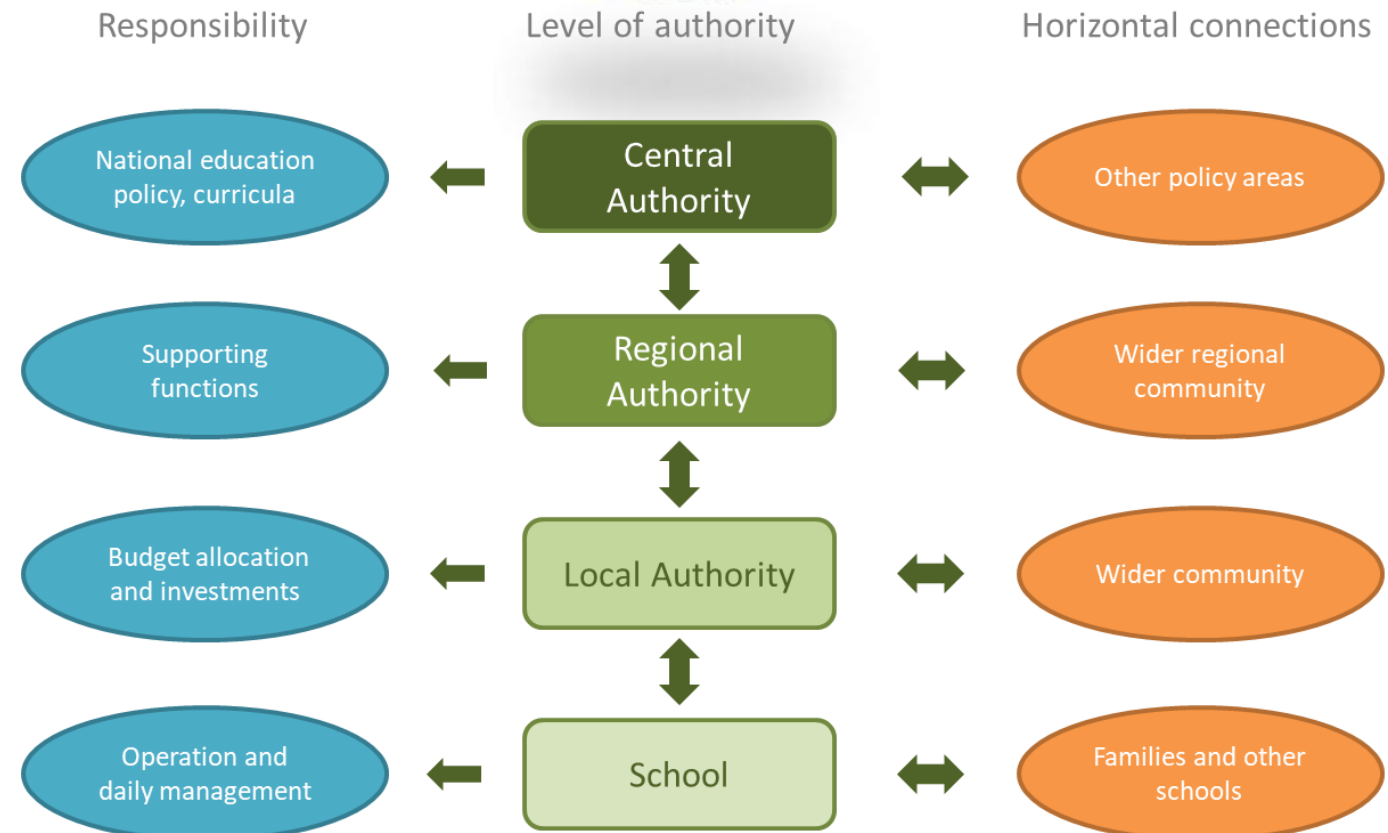 Responsibility
Level of authority
Horizontal connections
National education
policy, curricula
Central
Authority
Other policy areas
Supporting
functions
Regional
Authority
Wider regional
community
Budget allocation
and investments
Local Authority
Wider community
Operation and
daily management
School
Families and other
schools